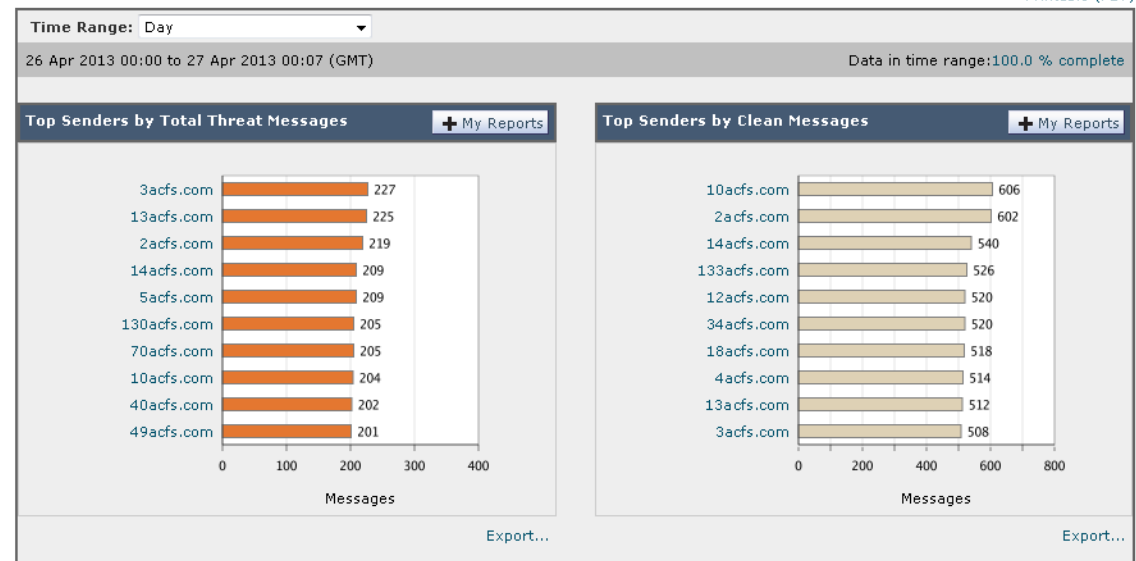 Printable (PDF)
Time Range: Day
26 Apr 2013 00:00 to 27 Apr 2013 00:07 (GMT)
Data in time range:100.0 % complete
Top Senders by Total Threat Messages
+ My Reports
3acfs.com 227
13acfs.com 225
2acfs.com 219
14acfs.com 209
5acfs.com 209
130acfs.com 205
70acfs.com 205
10acfs.com 204
40acfs.com 202
49acfs.com 201
0 100 200 300 400
Messages
Export...
Top Senders by Clean Messages
+ My Reports
10acfs.com 606
2acfs.com 602
14acfs.com 540
133acfs.com 526
12acfs.com 520
34acfs.com 520
18acfs.com 518
4acfs.com 514
13acfs.com 512
3acfs.com 508
0 200 400 600 800
Messages
Export...